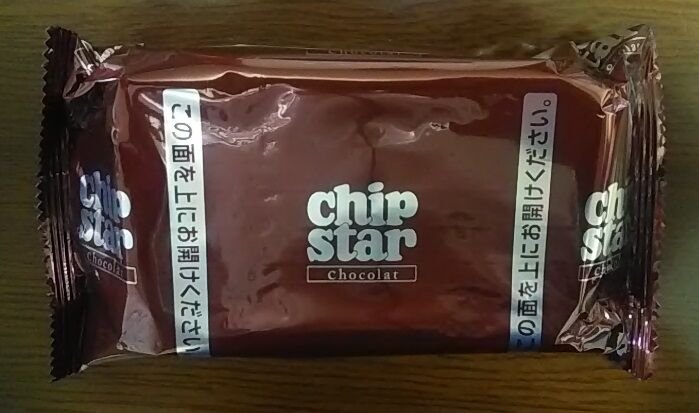 Chocolat
この面を上にお開けください
chip
star
Chocolat
chip
star
Chocolat
この面を上にお開けください。
chip
star